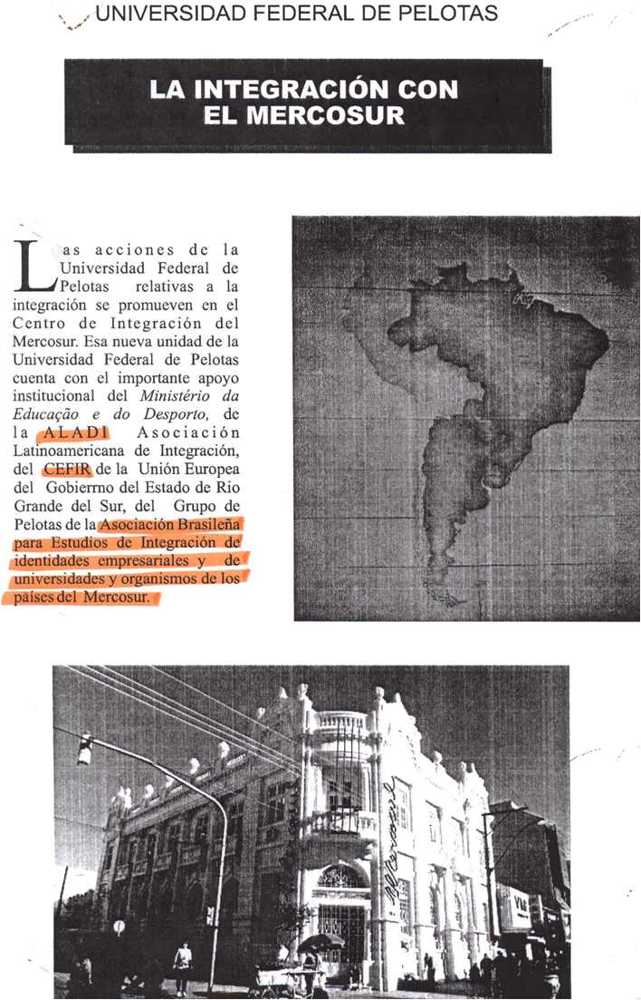 UNIVERSIDAD FEDERAL DE PELOTAS
LA INTEGRACIÓN CON
EL MERCOSUR
Las acciones de la
Universidad Federal de
Pelotas relativas a la
integración se promueven en el
Centro de Integración del
Mercosur. Esa nueva unidad de la
Universidad Federal de Pelotas
cuenta con el importante apoyo
institucional del Ministério da
Educação e do Desporto, de
la ALADI Asociación
Latinoamericana de Integración,
del CEFIR de la Unión Europea
del Gobierrno del Estado de Rio
Grande del Sur, del Grupo de
Pelotas de la Asociación Brasileña
para Estudios de Integración de
identidades empresariales y de
universidades y organismos de los
países del Mercosur.